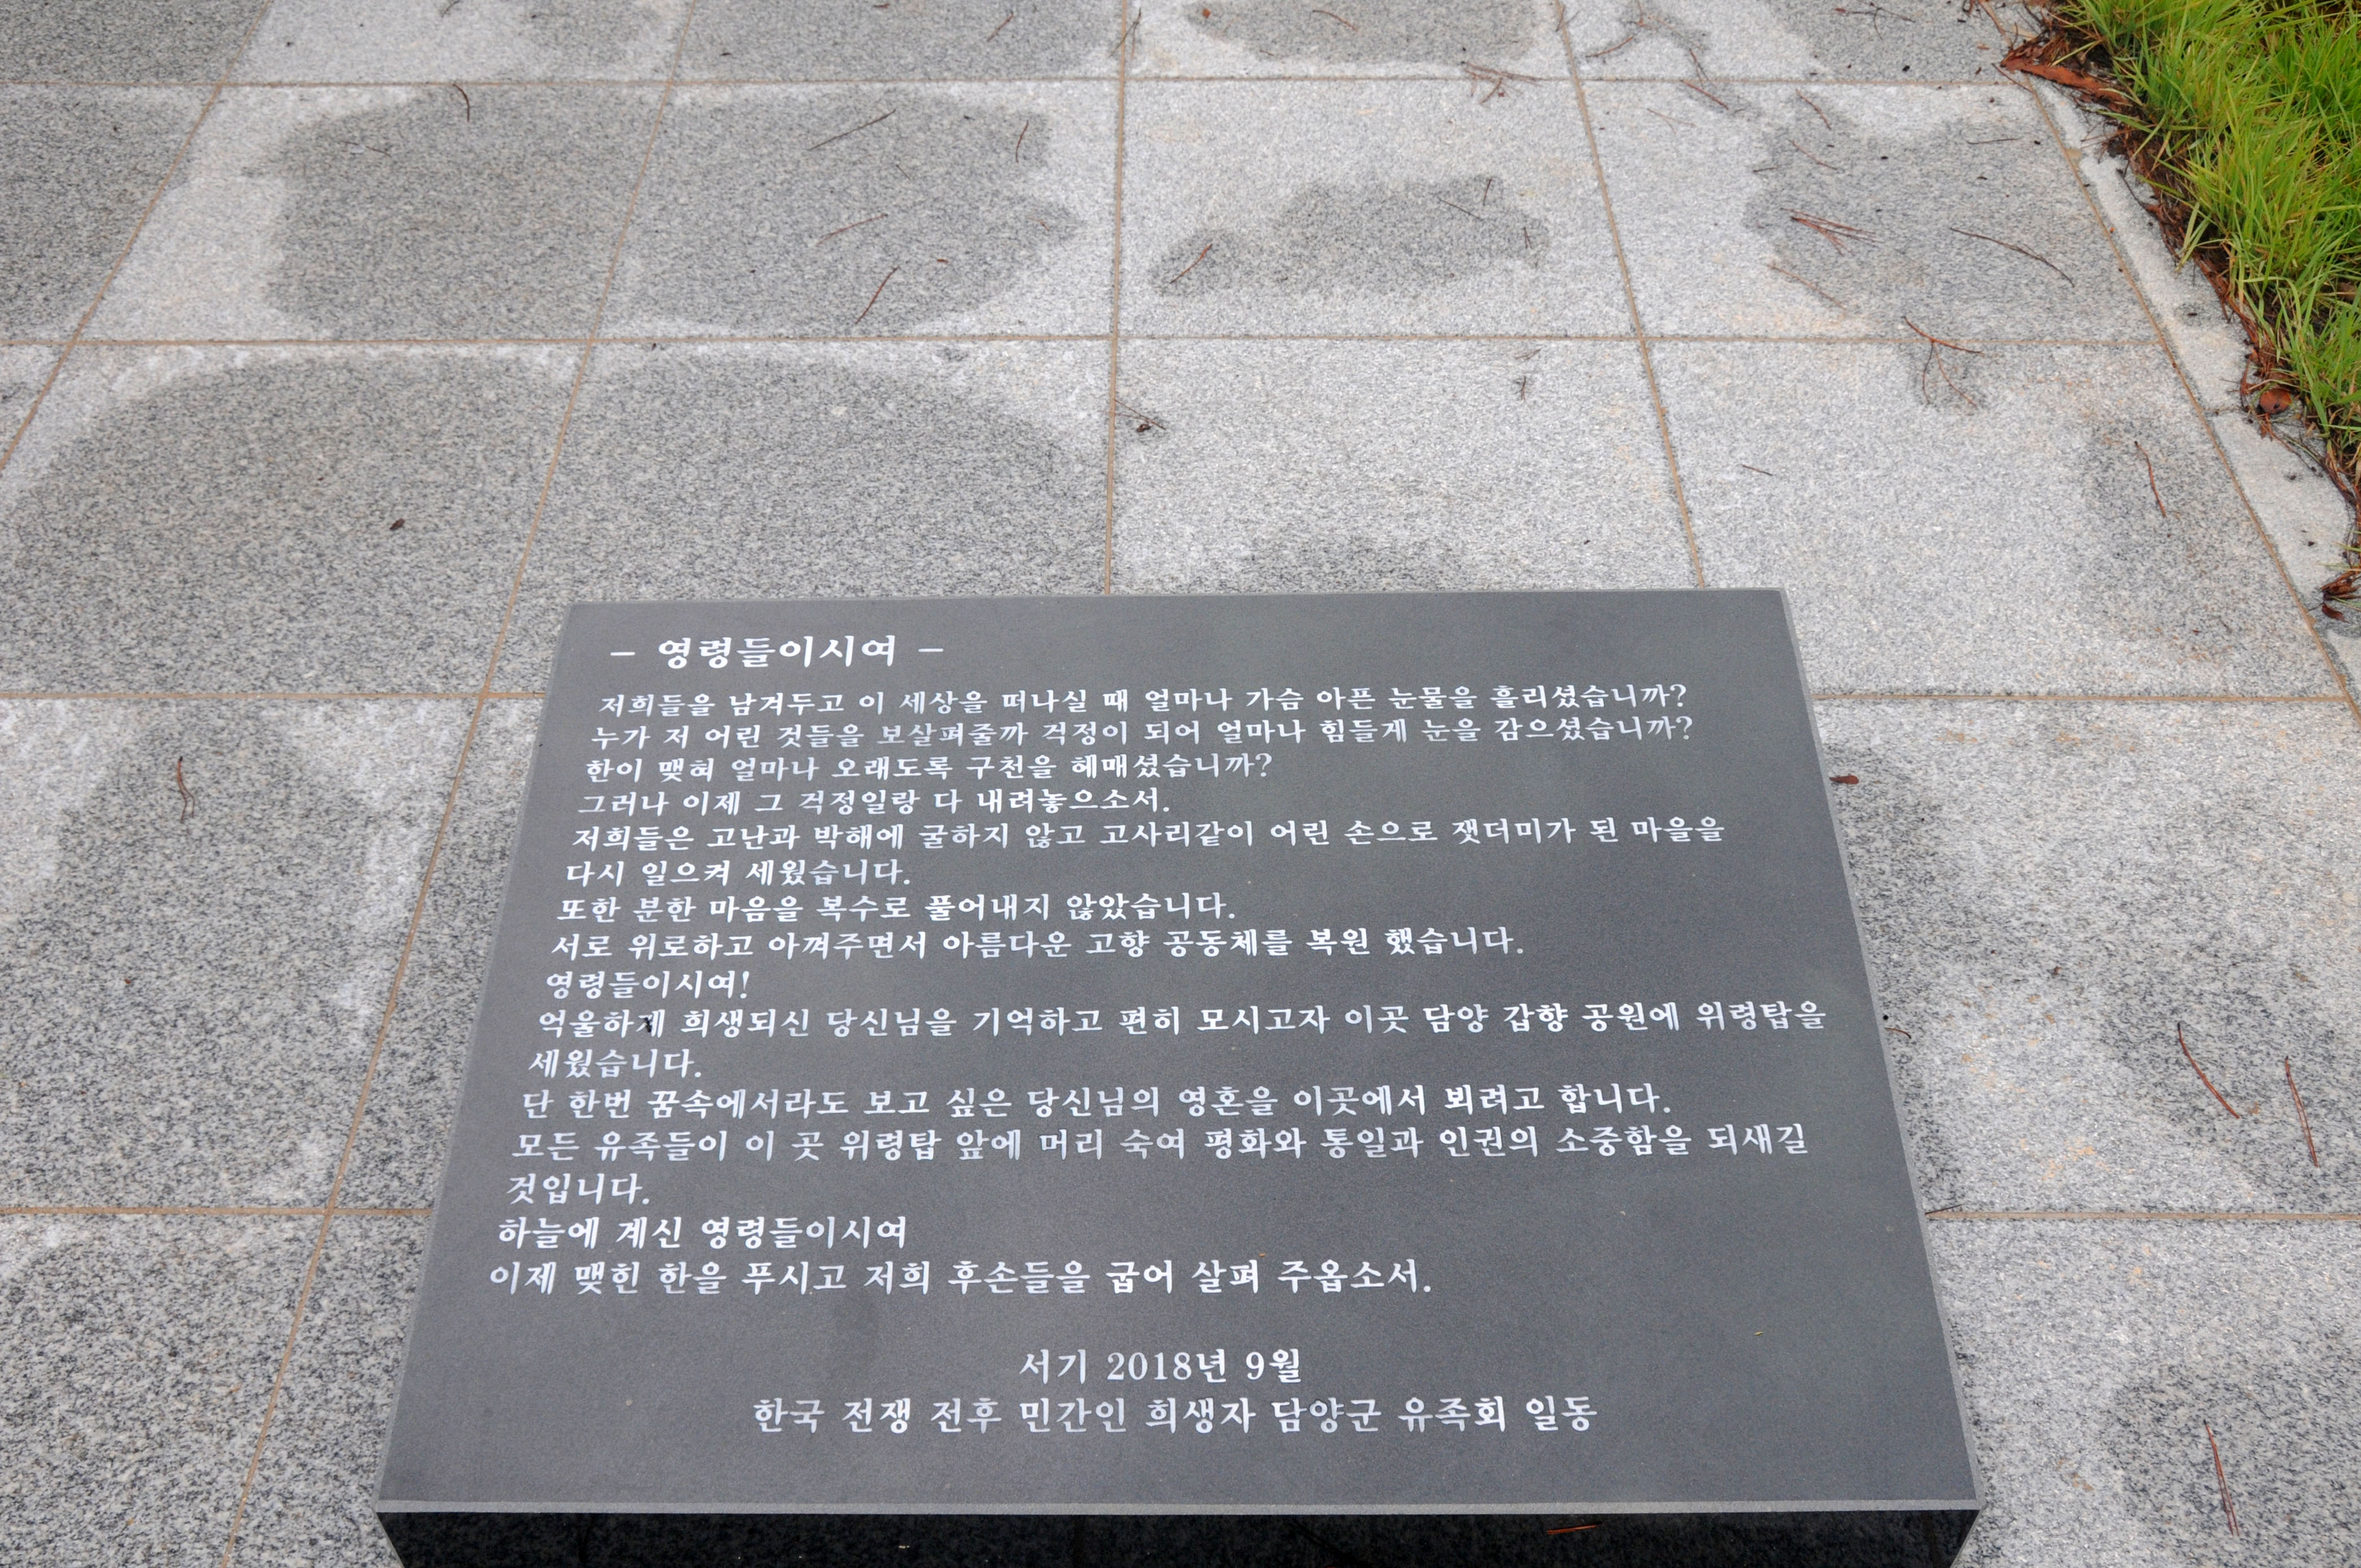 – 영령들이시여 –
저희들을 남겨두고 이 세상을 떠나실 때 얼마나 가슴 아픈 눈물을 흘리셨습니까?
누가 저 어린 것들을 보살펴줄까 걱정이 되어 얼마나 힘들게 눈을 감으셨습니까?
한이 맺혀 얼마나 오래도록 구천을 헤매셨습니까?
그러나 이제 그 걱정일랑 다 내려놓으소서.
저희들은 고난과 박해에 굴하지 않고 고사리같이 어린 손으로 잿더미가 된 마을을
다시 일으켜 세웠습니다.
또한 분한 마음을 복수로 풀어내지 않았습니다.
서로 위로하고 아껴주면서 아름다운 고향 공동체를 복원 했습니다.
영령들이시여!
억울하게 희생되신 당신님을 기억하고 편히 모시고자 이곳 담양 갑향 공원에 위령탑을
세웠습니다.
단 한번 꿈속에서라도 보고 싶은 당신님의 영혼을 이곳에서 뵈려고 합니다.
모든 유족들이 이 곳 위령탑 앞에 머리 숙여 평화와 통일과 인권의 소중함을 되새길
것입니다.
하늘에 계신 영령들이시여
이제 맺힌 한을 푸시고 저희 후손들을 굽어 살펴 주옵소서.
서기 2018년 9월
한국 전쟁 전후 민간인 희생자 담양군 유족회 일동